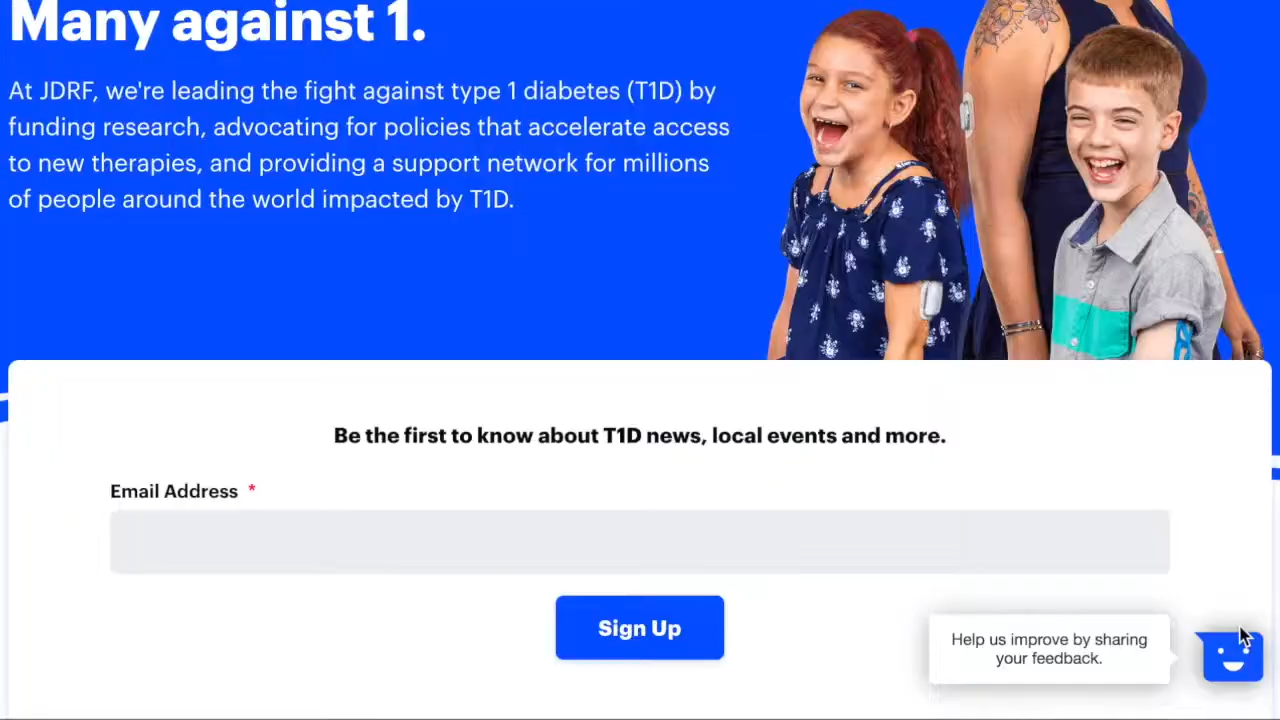 Many against 1.
At JDRF, we're leading the fight against type 1 diabetes (T1D) by
funding research, advocating for policies that accelerate access
to new therapies, and providing a support network for millions
of people around the world impacted by T1D.
Be the first to know about T1D news, local events and more.
Email Address *
Sign Up
Help us improve by sharing
your feedback.